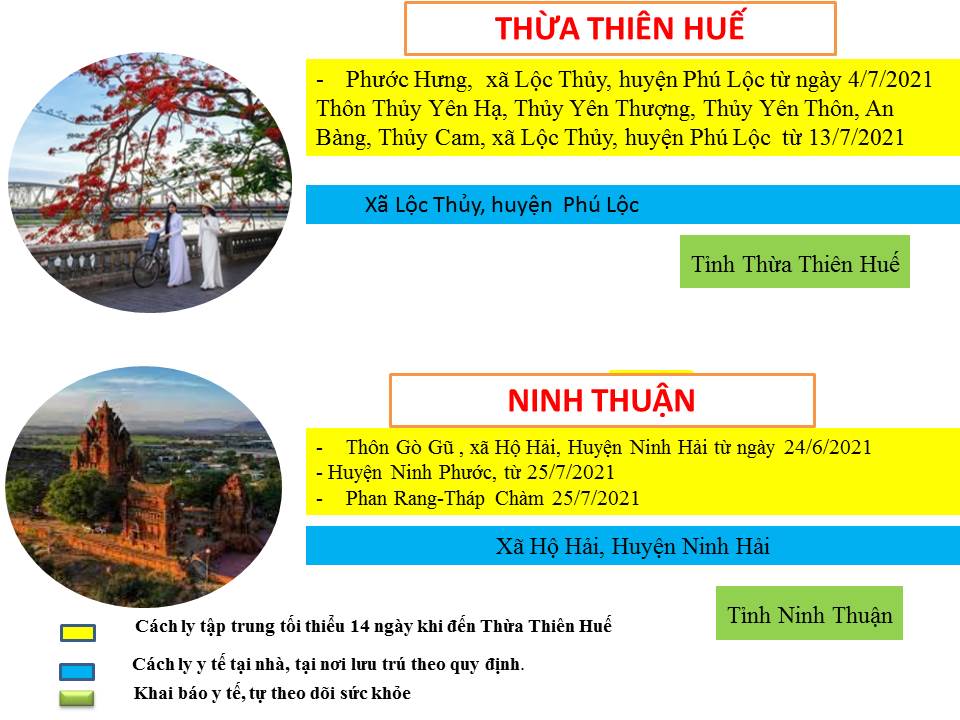 THỪA THIÊN HUẾ
- Phước Hưng, xã Lộc Thủy, huyện Phú Lộc từ ngày 4/7/2021
Thôn Thủy Yên Hạ, Thủy Yên Thượng, Thủy Yên Thôn, An
Bàng, Thủy Cam, xã Lộc Thủy, huyện Phú Lộc từ 13/7/2021
Xã Lộc Thủy, huyện Phú Lộc
Tỉnh Thừa Thiên Huế
NINH THUẬN
- Thôn Gò Gũ , xã Hộ Hải, Huyện Ninh Hải từ ngày 24/6/2021
- Huyện Ninh Phước, từ 25/7/2021
- Phan Rang-Tháp Chàm 25/7/2021
Xã Hộ Hải, Huyện Ninh Hải
Tỉnh Ninh Thuận
Cách ly tập trung tối thiểu 14 ngày khi đến Thừa Thiên Huế
Cách ly y tế tại nhà, tại nơi lưu trú theo quy định.
Khai báo y tế, tự theo dõi sức khỏe